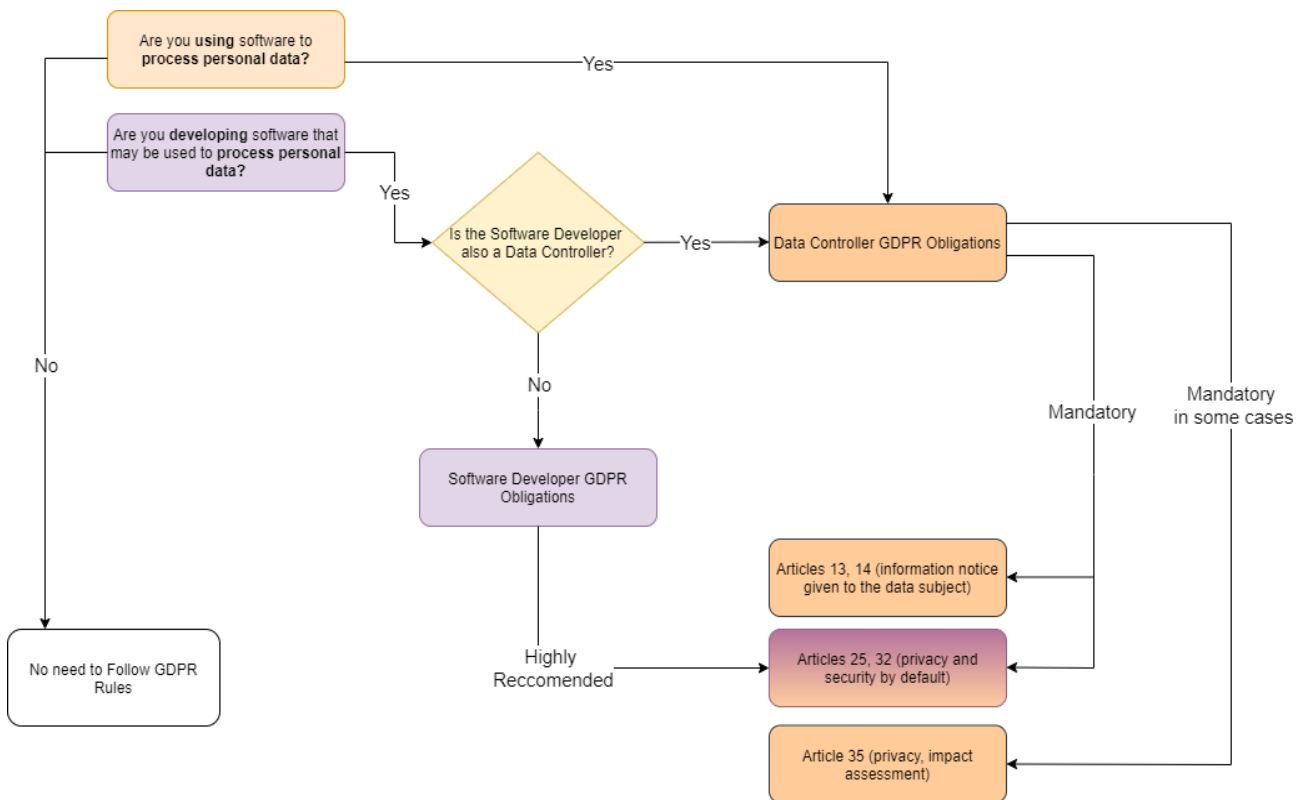 Are you using software to
process personal data?
Yes
Are you developing software that
may be used to process personal
data?
Yes
Is the Software Developer
also a Data Controller?
Yes
Data Controller GDPR Obligations
No
No
Mandatory
Mandatory
in some cases
Software Developer GDPR
Obligations
Articles 13, 14 (information notice
given to the data subject)
No need to Follow GDPR
Rules
Highly
Reccomended
Articles 25, 32 (privacy and
security by default)
Article 35 (privacy, impact
assessment)